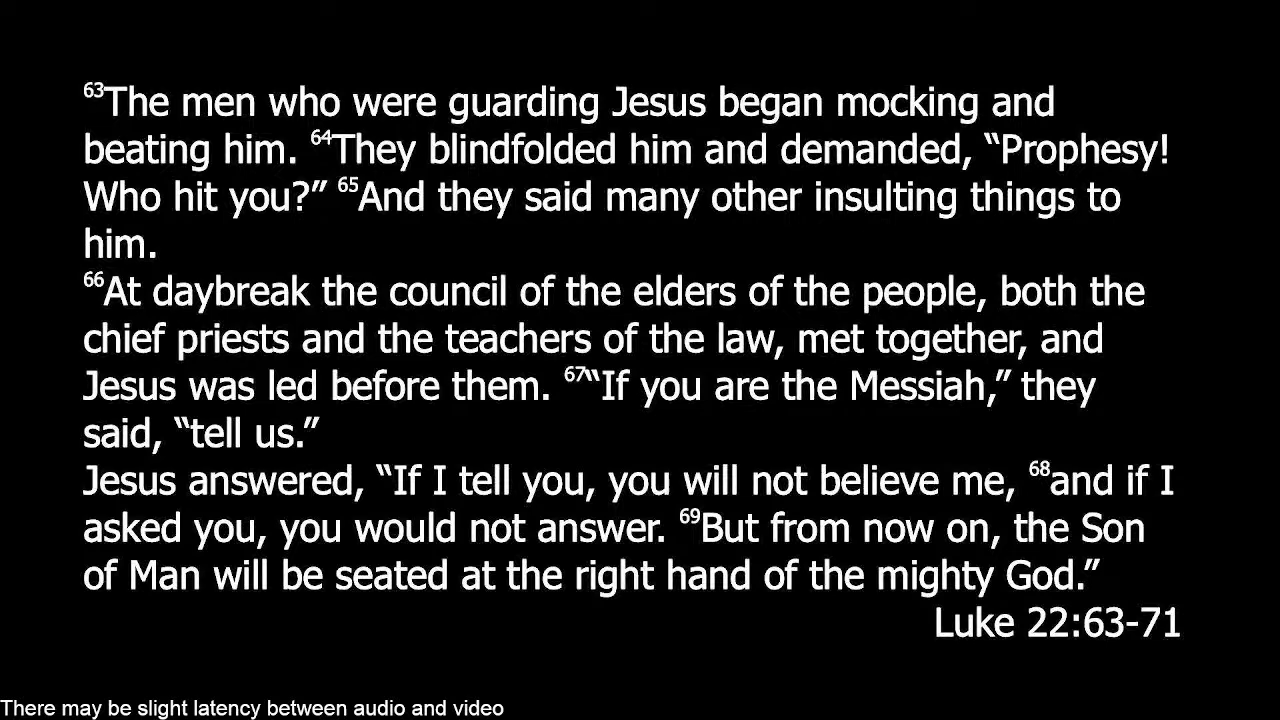 ⁶³The men who were guarding Jesus began mocking and
beating him. ⁶⁴They blindfolded him and demanded, “Prophesy!
Who hit you?” ⁶⁵And they said many other insulting things to
him.
⁶⁶At daybreak the council of the elders of the people, both the
chief priests and the teachers of the law, met together, and
Jesus was led before them. ⁶⁷“If you are the Messiah,” they
said, “tell us.”
Jesus answered, “If I tell you, you will not believe me, ⁶⁸and if I
asked you, you would not answer. ⁶⁹But from now on, the Son
of Man will be seated at the right hand of the mighty God.”
Luke 22:63-71
There may be slight latency between audio and video